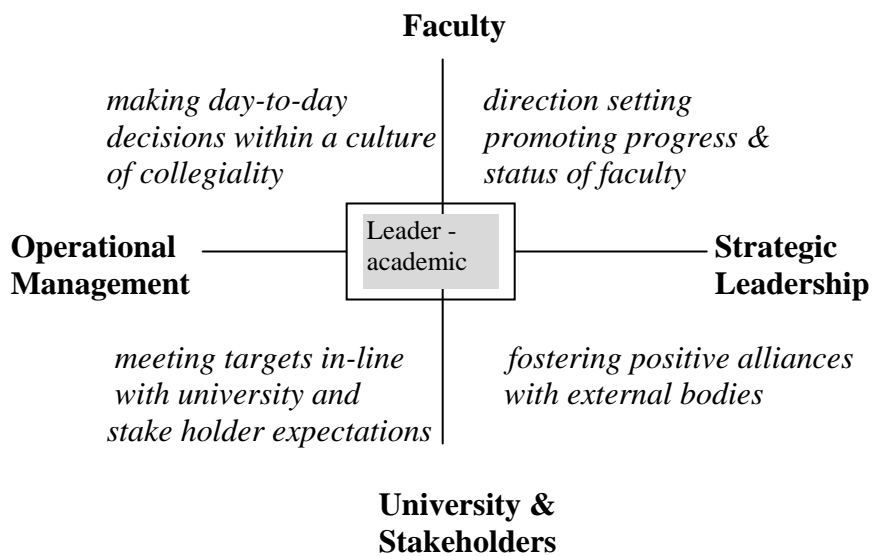 Faculty
making day-to-day
decisions within a culture
of collegiality
direction setting
promoting progress &
status of faculty
Operational
Management
Leader -
academic
Strategic
Leadership
meeting targets in-line
with university and
stake holder expectations
fostering positive alliances
with external bodies
University &
Stakeholders